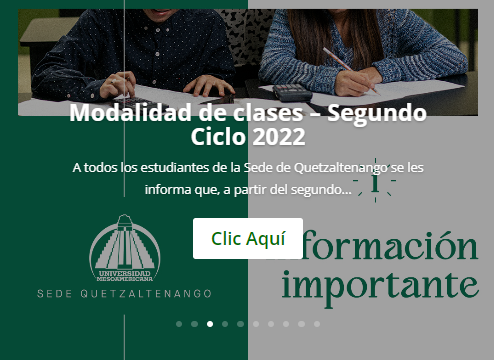 Modalidad de clases – Segundo
Ciclo 2022
A todos los estudiantes de la Sede de Quetzaltenango se les
informa que, a partir del segundo...
Clic Aquí
UNIVERSIDAD
MESOAMERICANA
SEDE QUETZALTENANGO
i
formación
importante